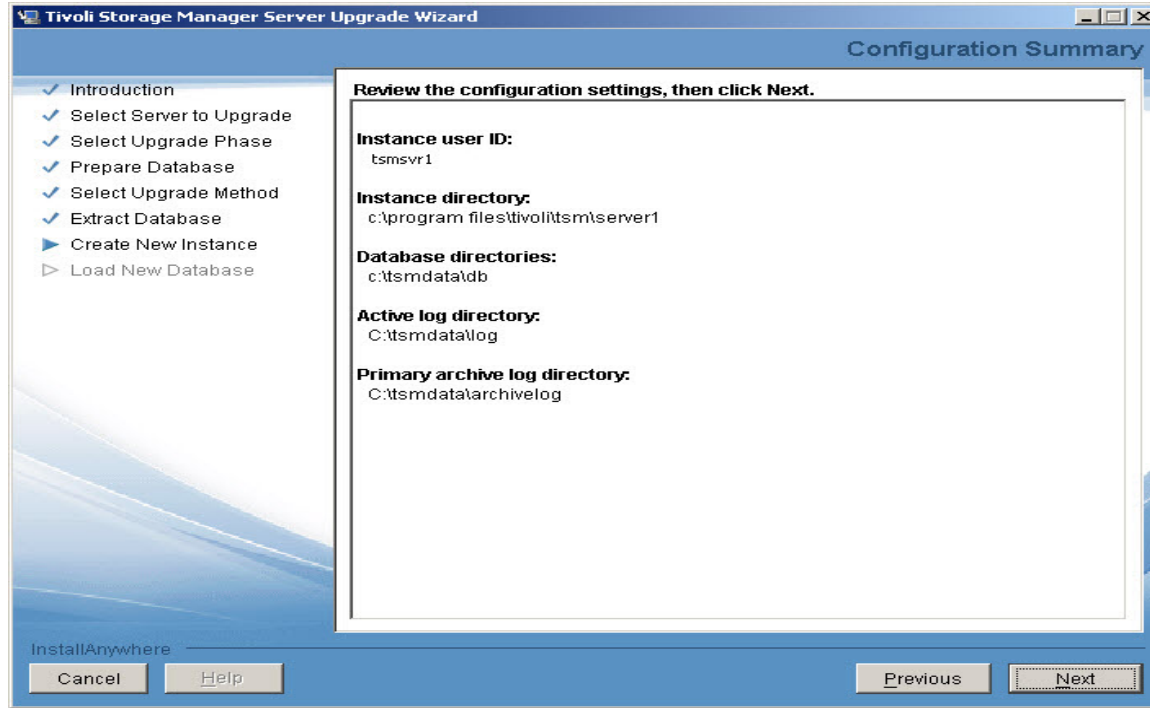 Tivoli Storage Manager Server Upgrade Wizard
Configuration Summary
Introduction
Select Server to Upgrade
Select Upgrade Phase
Prepare Database
Select Upgrade Method
Extract Database
Create New Instance
Load New Database
Review the configuration settings, then click Next.
Instance user ID:
tsmsvr1
Instance directory:
c:\program files\tivoli\tsm\server1
Database directories:
c:\tsmdata\db
Active log directory:
C:\tsmdata\log
Primary archive log directory:
C:\tsmdata\archivelog
InstallAnywhere
Cancel
Help
Previous
Next